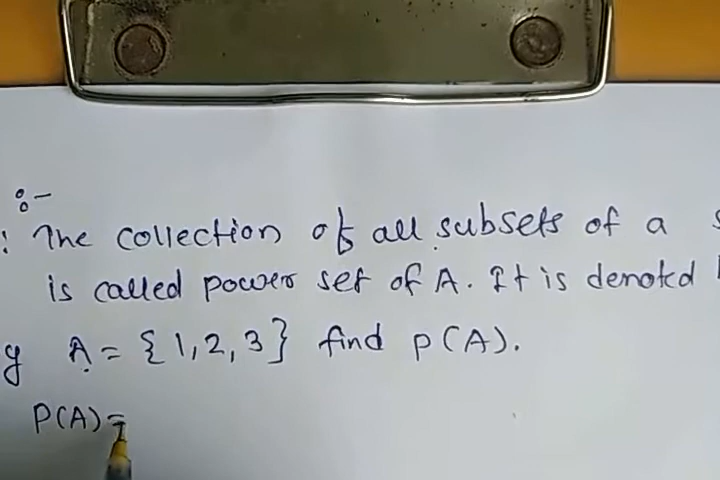 :-
: The collection of all subsets of a
is called power set of A. It is denoted
A = {1, 2, 3} find p(A).
P(A) =